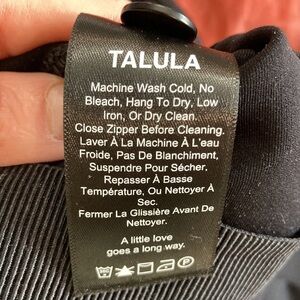 TALULA
Machine Wash Cold, No
Bleach, Hang To Dry, Low
Iron, Or Dry Clean.
Close Zipper Before Cleaning.
Laver À La Machine À L'eau
Froide, Pas De Blanchiment,
Suspendre Pour Sécher,
Repasser À Basse
Température, Ou Nettoyer À
Sec.
Fermer La Glissière Avant De
Nettoyer.
A little love
goes a long way.